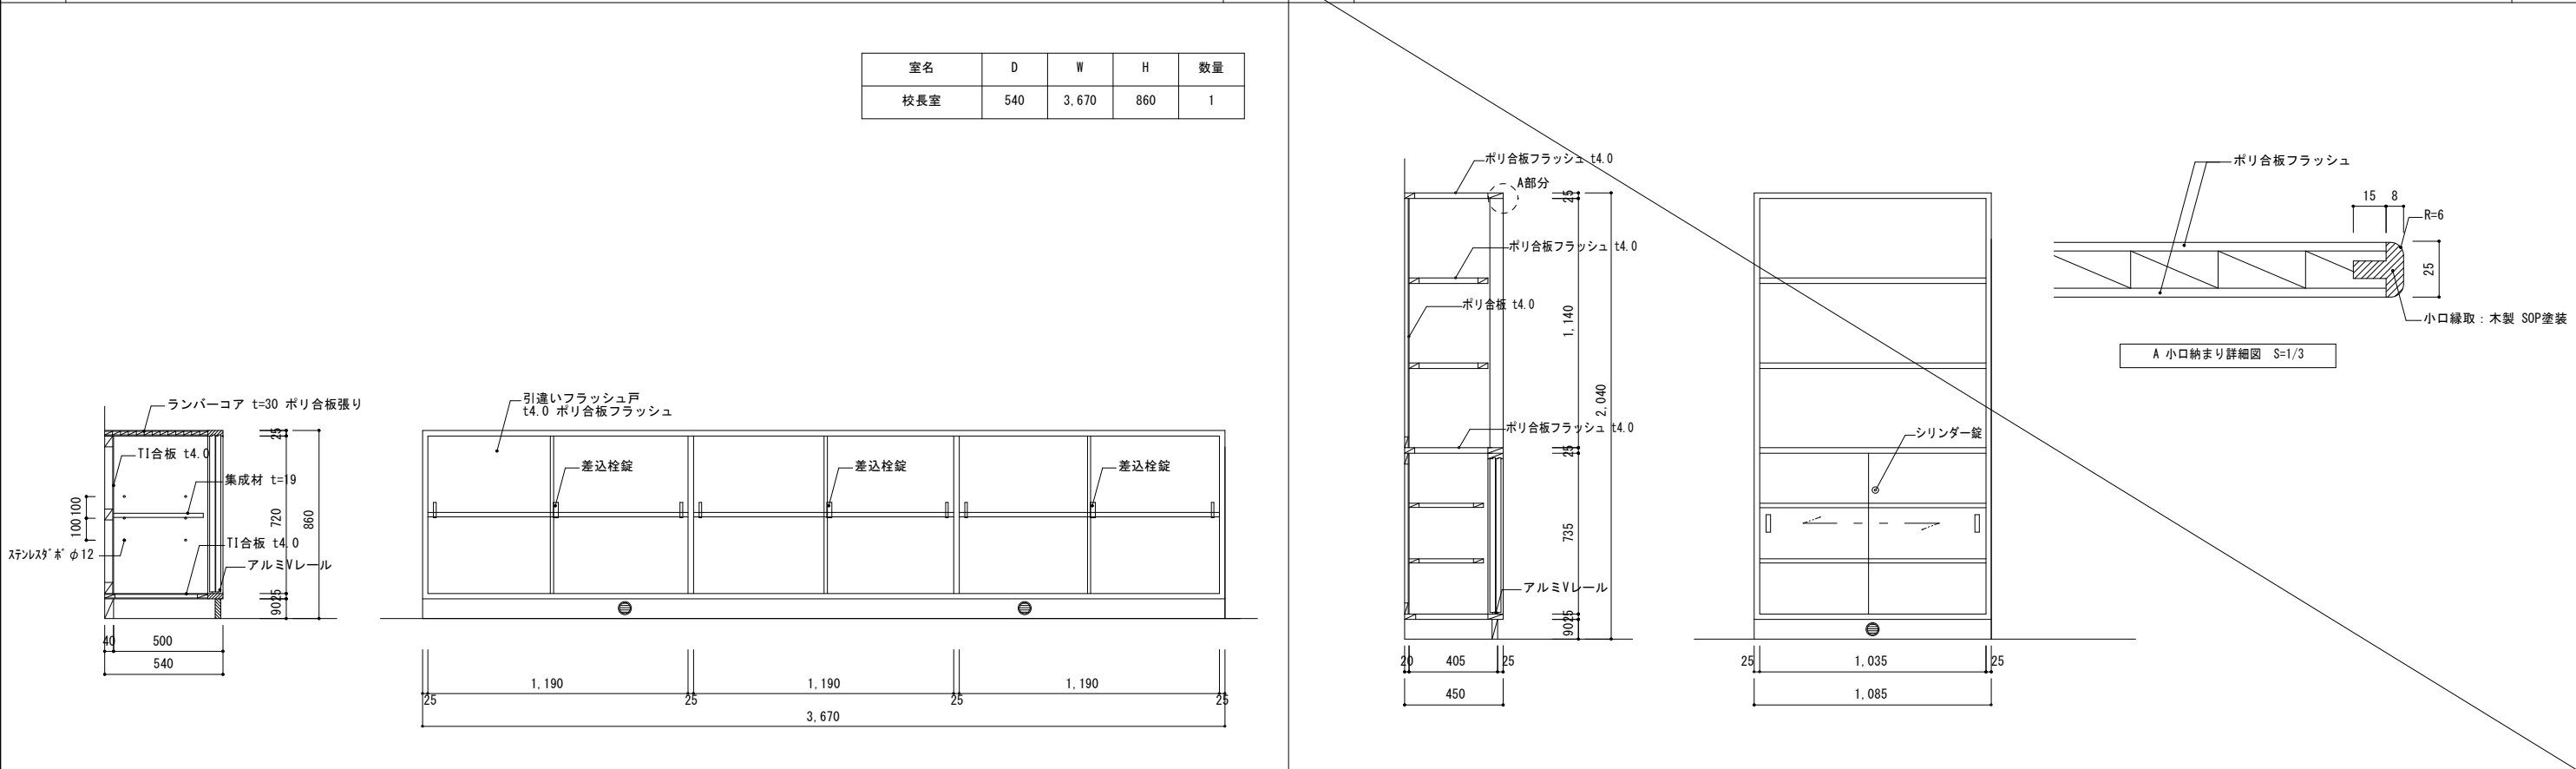 室名 D W H 数量
校長室 540 3,670 860 1
ランバーコア t=30 ポリ合板張り
TI合板 t4.0
集成材 t=19
TI合板 t4.0
アルミVレール
ステンレスダボ φ12
100
100
25
720
25
90
860
40
500
540
引違いフラッシュ戸
t4.0 ポリ合板フラッシュ
差込栓錠
差込栓錠
差込栓錠
1,190
1,190
1,190
25
25
25
25
3,670
ポリ合板フラッシュ t4.0
A部分
ポリ合板フラッシュ t4.0
ポリ合板 t4.0
ポリ合板フラッシュ t4.0
アルミVレール
25
1,140
25
735
25
90
2,040
20
405
25
450
シリンダー錠
25
1,035
25
1,085
ポリ合板フラッシュ
15
8
R=6
25
小口縁取：木製 SOP塗装
A 小口納まり詳細図 S=1/3